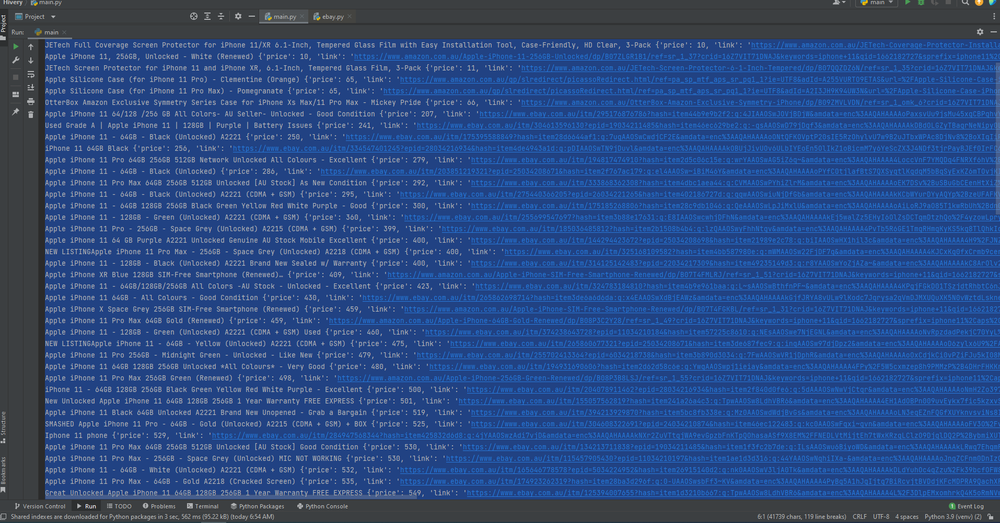 Hivery main.py
main
Project
main.py
ebay.py
Project
Run: main
JETech Full Coverage Screen Protector for iPhone 11/XR 6.1-Inch, Tempered Glass Film with Easy Installation Tool, Case-Friendly, HD Clear, 3-Pack {'price': 10, 'link': 'https://www.amazon.com.au/JETech-Coverage-Protector-Installa
Apple iPhone 11, 256GB, Unlocked - White (Renewed) {'price': 10, 'link': 'https://www.amazon.com.au/Apple-iPhone-11-256GB-Unlocked/dp/B07ZLGR1B1/ref=sr_1_37?crid=16Z7VIT71DNAJ&keywords=iphone+11&qid=1662182727&sprefix=iphone11%2C
JETech Screen Protector for iPhone 11 and iPhone XR, 6.1-Inch, Tempered Glass Film, 3-Pack {'price': 11, 'link': 'https://www.amazon.com.au/JETech-Screen-Protector-6-1-Inch-Tempered/dp/B07QQZDZ6N/ref=sr_1_35?crid=16Z7VIT71DNAJ&
Apple Silicone Case (for iPhone 11 Pro) - Clementine (Orange) {'price': 65, 'link': 'https://www.amazon.com.au/gp/slredirect/picassoRedirect.html/ref=pa_sp_mtf_aps_sr_pg1_1?ie=UTF8&adId=A255VURTO9ETAS&url=%2FApple-Silicone-Case-
Apple Silicone Case (for iPhone 11 Pro Max) - Pomegranate {'price': 65, 'link': 'https://www.amazon.com.au/gp/slredirect/picassoRedirect.html/ref=pa_sp_mtf_aps_sr_pg1_1?ie=UTF8&adId=A2I3JH9K94UW3N&url=%2FApple-Silicone-Case-iPho
OtterBox Amazon Exclusive Symmetry Series Case for iPhone Xs Max/11 Pro Max - Mickey Pride {'price': 66, 'link': 'https://www.amazon.com.au/OtterBox-Amazon-Exclusive-Symmetry-iPhone/dp/B09ZMVLVDN/ref=sr_1_omk_6?crid=16Z7VIT71DNA
Apple iPhone 11 64/128 /256 GB All Colors- AU Seller- Unlocked - Good Condition {'price': 207, 'link': 'https://www.ebay.com.au/itm/295176876786?hash=item44b9e9b2f2:g:4JIAAOSwJOVjBDjW&amdata=enc%3AAQAHAAAA
Used Grade A | Apple iPhone 11 | 128GB | Purple | Battery Issues {'price': 241, 'link': 'https://www.ebay.com.au/itm/304613596130?epid=19034211485&hash=item46ec629be2:g:-gsAAOSwD79jDqf3&amdata=enc%3AAQAHAAAA
Apple iPhone 11 - 64GB - Black (Unlocked) A2221 {'price': 250, 'link': 'https://www.ebay.com.au/itm/175395588849?hash=item28d6644af1:g:7ugAAOSwCwdjCF2E&amdata=enc%3AAQAHAAAA
iPhone 11 64GB Black {'price': 256, 'link': 'https://www.ebay.com.au/itm/334547401245?epid=28034216934&hash=item4de4943a1d:g:pDIAAOSwTN9jDuvl&amdata=enc%3AAQAHAAAA
Apple iPhone 11 Pro 64GB 256GB 512GB Network Unlocked All Colours - Excellent {'price': 279, 'link': 'https://www.ebay.com.au/itm/194817474910?hash=item2d5c06c15e:g:wrYAAOSwAG5iZ6q~&amdata=enc%3AAQAHAAAA
Apple iPhone 11 - 64GB - Black (Unlocked) {'price': 286, 'link': 'https://www.ebay.com.au/itm/203851219321?epid=25034208671&hash=item2f767ac179:g:el4AAOSw~iBiM46Y&amdata=enc%3AAQAHAAAA
Apple iPhone 11 Pro Max 64GB 256GB 512GB Unlocked [AU Stock] As New Condition {'price': 292, 'link': 'https://www.ebay.com.au/itm/333868362308?hash=item4dbc1aea44:g:CVMAAOSwPYhiZlrM&amdata=enc%3AAQAHAAAA
Apple iPhone 11 - 64GB - Black (Unlocked) A2221 (CDMA + GSM) {'price': 295, 'link': 'https://www.ebay.com.au/itm/275440366205?epid=26034221265&hash=item402186727d:g:qgwAAOSwiuNjDfGb&amdata=enc%3AAQAHAAAA
Apple iPhone 11 - 64GB 128GB 256GB Black Green Yellow Red White Purple - Good {'price': 300, 'link': 'https://www.ebay.com.au/itm/175185268806?hash=item28c9db1046:g:QeAAAOSwLpJiMxlU&amdata=enc%3AAQAHAAAA
Apple iPhone 11 - 128GB - Green (Unlocked) A2221 (CDMA + GSM) {'price': 360, 'link': 'https://www.ebay.com.au/itm/255699547697?hash=item3b88e17631:g:E8IAAOSwcwhjDFhN&amdata=enc%3AAQAHAAAA
Apple iPhone 11 Pro - 256GB - Space Grey (Unlocked) A2215 (CDMA + GSM) {'price': 399, 'link': 'https://www.ebay.com.au/itm/185036485812?hash=item2b1508b4b4:g:lzQAAOSwyFhhNtqv&amdata=enc%3AAQAHAAAA
Apple iPhone 11 64 GB Purple A2221 Unlocked Genuine AU Stock Mobile Excellent {'price': 400, 'link': 'https://www.ebay.com.au/itm/144294423672?epid=25034208698&hash=item21989e2c78:g:biIAAOSwHX1hil3c&amdata=enc%3AAQAHAAAA
NEW LISTINGApple iPhone 11 Pro Max - 256GB - Space Grey (Unlocked) A2218 (CDMA + GSM) {'price': 400, 'link': 'https://www.ebay.com.au/itm/325168109582?hash=item4bb587980e:g:mWMAAOSw22FjDF7q&amdata=enc%3AAQAHAAAA
Apple iPhone 11 - 128GB - Black (Unlocked) A2221 Brand New Sealed w/ Warranty {'price': 400, 'link': 'https://www.ebay.com.au/itm/314125142483?epid=22034217309&hash=item49235149d3:g:r8YAAOSwYoZjAZa~&amdata=enc%3AAQAHAAAA
Apple iPhone XR Blue 128GB SIM-Free Smartphone (Renewed)… {'price': 409, 'link': 'https://www.amazon.com.au/Apple-iPhone-SIM-Free-Smartphone-Renewed/dp/B07T4FMLRJ/ref=sr_1_51?crid=16Z7VIT71DNAJ&keywords=iphone+11&qid=1662182727&s
Apple iPhone 11 - 64GB/128GB/256GB All Colors -AU Stock - Unlocked - Excellent {'price': 423, 'link': 'https://www.ebay.com.au/itm/324783184810?hash=item4b9e961baa:g:L~sAAOSwBthfnPF~&amdata=enc%3AAQAHAAAA
Apple iPhone 11 64GB - All Colours - Good Condition {'price': 430, 'link': 'https://www.ebay.com.au/itm/265862698714?hash=item3de6a6d6da:g:x4EAAOSwXdBjEAWz&amdata=enc%3AAQAHAAAA
Apple iPhone X Space Grey 256GB SIM-Free Smartphone (Renewed) {'price': 459, 'link': 'https://www.amazon.com.au/Apple-iPhone-SIM-Free-Smartphone-Renewed/dp/B07T4FGKBL/ref=sr_1_31?crid=16Z7VIT71DNAJ&keywords=iphone+11&qid=1662182
Apple iPhone 11 Pro Max 64GB Gold (Renewed) {'price': 459, 'link': 'https://www.amazon.com.au/Apple-iPhone-64GB-Gold-Renewed/dp/B08P3C2Y28/ref=sr_1_49?crid=16Z7VIT71DNAJ&keywords=iphone+11&qid=1662182727&sprefix=iphone11%2Caps%2
Apple iPhone 11 - 128GB - Green (Unlocked) A2221 (CDMA + GSM) Used {'price': 460, 'link': 'https://www.ebay.com.au/itm/374238643728?epid=11034210184&hash=item57225c8610:g:NEsAAOSwe7NjEGNL&amdata=enc%3AAQAHAAAA
NEW LISTINGApple iPhone 11 - 64GB - Yellow (Unlocked) A2221 (CDMA + GSM) {'price': 475, 'link': 'https://www.ebay.com.au/itm/265860677321?epid=25034208671&hash=item3de687fec9:g:inqAAOSw97djDpz2&amdata=enc%3AAQAHAAAA
Apple iPhone 11 Pro 256GB - Midnight Green - Unlocked - Like New {'price': 479, 'link': 'https://www.ebay.com.au/itm/255702413364?epid=6034218738&hash=item3b890d3034:g:7FwAAOSwVR1jDphR&amdata=enc%3AAQAHAAAA
Apple iPhone 11 64GB 128GB 256GB Unlocked *All Colours* - Very Good {'price': 480, 'link': 'https://www.ebay.com.au/itm/194931690606?hash=item2d62d58c6e:g:YwqAAOSwpj1ie1ay&amdata=enc%3AAQAHAAAA
Apple iPhone 11 Pro Max 256GB Green (Renewed) {'price': 498, 'link': 'https://www.amazon.com.au/Apple-iPhone-256GB-Green-Renewed/dp/B08P3B8LSJ/ref=sr_1_55?crid=16Z7VIT71DNAJ&keywords=iphone+11&qid=1662182727&sprefix=iphone11%2Cap
iPhone 11 - 64GB 128GB 256GB Black Green Yellow Red White Purple - Excellent {'price': 500, 'link': 'https://www.ebay.com.au/itm/204078911462?epid=28034216934&hash=item2f840d0fe6:g:5dAAAOSwNwVjCtqr&amdata=enc%3AAQAHAAAA
New Unlocked Apple iPhone 11 64GB 128GB 256GB 1 Year Warranty FREE EXPRESS {'price': 501, 'link': 'https://www.ebay.com.au/itm/155057562819?hash=item241a26a4c3:g:TpwAAOSw8LdhVBR6&amdata=enc%3AAQAHAAAA
Apple iPhone 11 Black 64GB Unlocked A2221 Brand New Unopened - Grab a Bargain {'price': 519, 'link': 'https://www.ebay.com.au/itm/394213929870?hash=item5bc8fb338e:g:Mz0AAOSwdWdjBvGs&amdata=enc%3AAQAHAAAA
SMASHED Apple iPhone 11 Pro - 64GB - Gold (Unlocked) A2215 (CDMA + GSM) + BOX {'price': 525, 'link': 'https://www.ebay.com.au/itm/304608322691?epid=24034210874&hash=item46ec122483:g:kc0AAOSwFgxi~gvn&amdata=enc%3AAQAHAAAA
Iphone 11 phone {'price': 529, 'link': 'https://www.ebay.com.au/itm/284947568344?hash=item425832d6d8:g:4jYAAOSwzAdi7vjD&amdata=enc%3AAQAHAAAA
Apple iPhone 11 Pro Max 64GB 256GB 512GB Unlocked [AU Stock] Good Condition {'price': 530, 'link': 'https://www.ebay.com.au/itm/134213711838?epid=19034211485&hash=item1f3fc2b7de:g:ILsAAOSwu6BiyoWD&amdata=enc%3AAQAHAAAA
Apple iPhone 11 Pro Max - 256GB - Space Grey (Unlocked) MIC NOT WORKING {'price': 530, 'link': 'https://www.ebay.com.au/itm/115457905430?epid=11034210197&hash=item1ae1d3d316:g:44YAAOSwNghiIXa-&amdata=enc%3AAQAHAAAA
Apple iPhone 11 - 64GB - White (Unlocked) A2221 (CDMA + GSM) {'price': 532, 'link': 'https://www.ebay.com.au/itm/165646778578?epid=5034224952&hash=item26915140d2:g:nk0AAOSwV3ljA0Tk&amdata=enc%3AAQAHAAAA
Apple iPhone 11 Pro Max - 64GB - Gold A2218 (Cracked Screen) {'price': 535, 'link': 'https://www.ebay.com.au/itm/174923262319?hash=item28ba3d296f:g:0-UAAOSwsbFf3~KV&amdata=enc%3AAQAHAAAA
Great Unlocked Apple iPhone 11 64GB 128GB 256GB 1 Year Warranty FREE EXPRESS {'price': 549, 'link': 'https://www.ebay.com.au/itm/125394007655?hash=item1d3210b667:g:TpwAAOSw8LdhVBR6&amdata=enc%3AAQAHAAAA
Structure
Bookmarks
Version Control Run TODO Problems Terminal Python Packages Python Console 1 Event Log
Shared indexes are downloaded for Python packages in 3 sec, 562 ms (95.22 kB) (today 6:54 AM) 6:1 (41739 chars, 119 line breaks) CRLF UTF-8 4 spaces Python 3.9 (venv) (2)